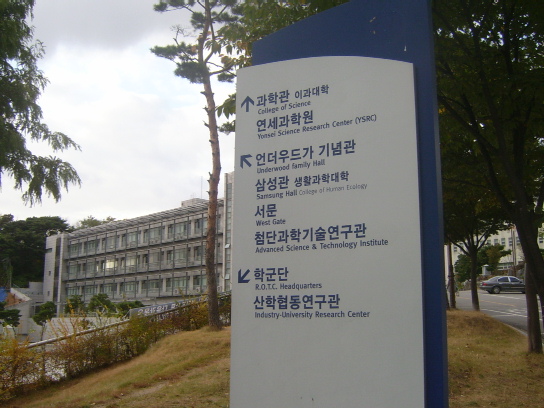 과학관 이과대학
College of Science
연세과학원
Yonsei Science Research Center (YSRC)
언더우드가 기념관
Underwood family Hall
삼성관 생활과학대학
Samsung Hall College of Human Ecology
서문
West Gate
첨단과학기술연구관
Advanced Science & Technology Institute
학군단
R.O.T.C. Headquarters
산학협동연구관
Industry-University Research Center